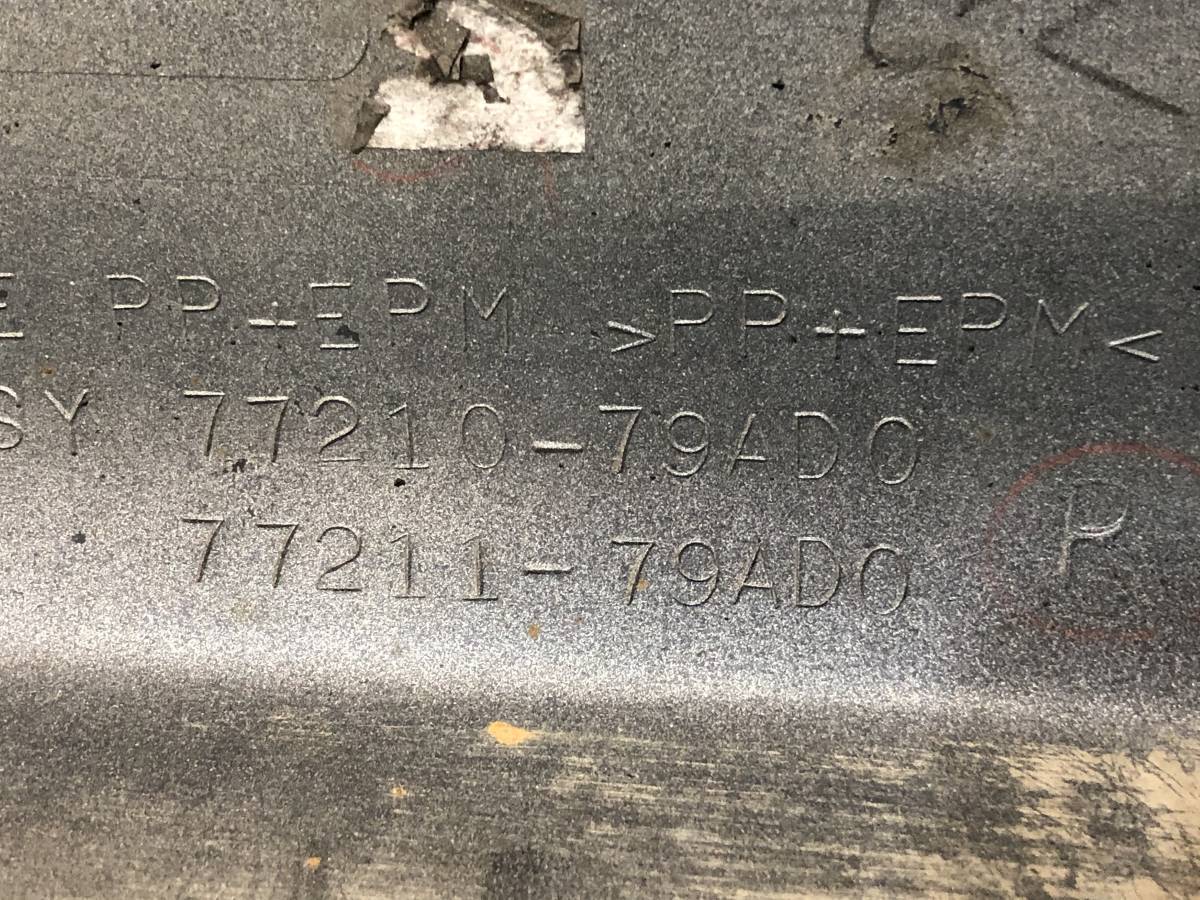 E PP+EPM >PP+EPM<
SY 77210-79AD0
77211-79AD0
P